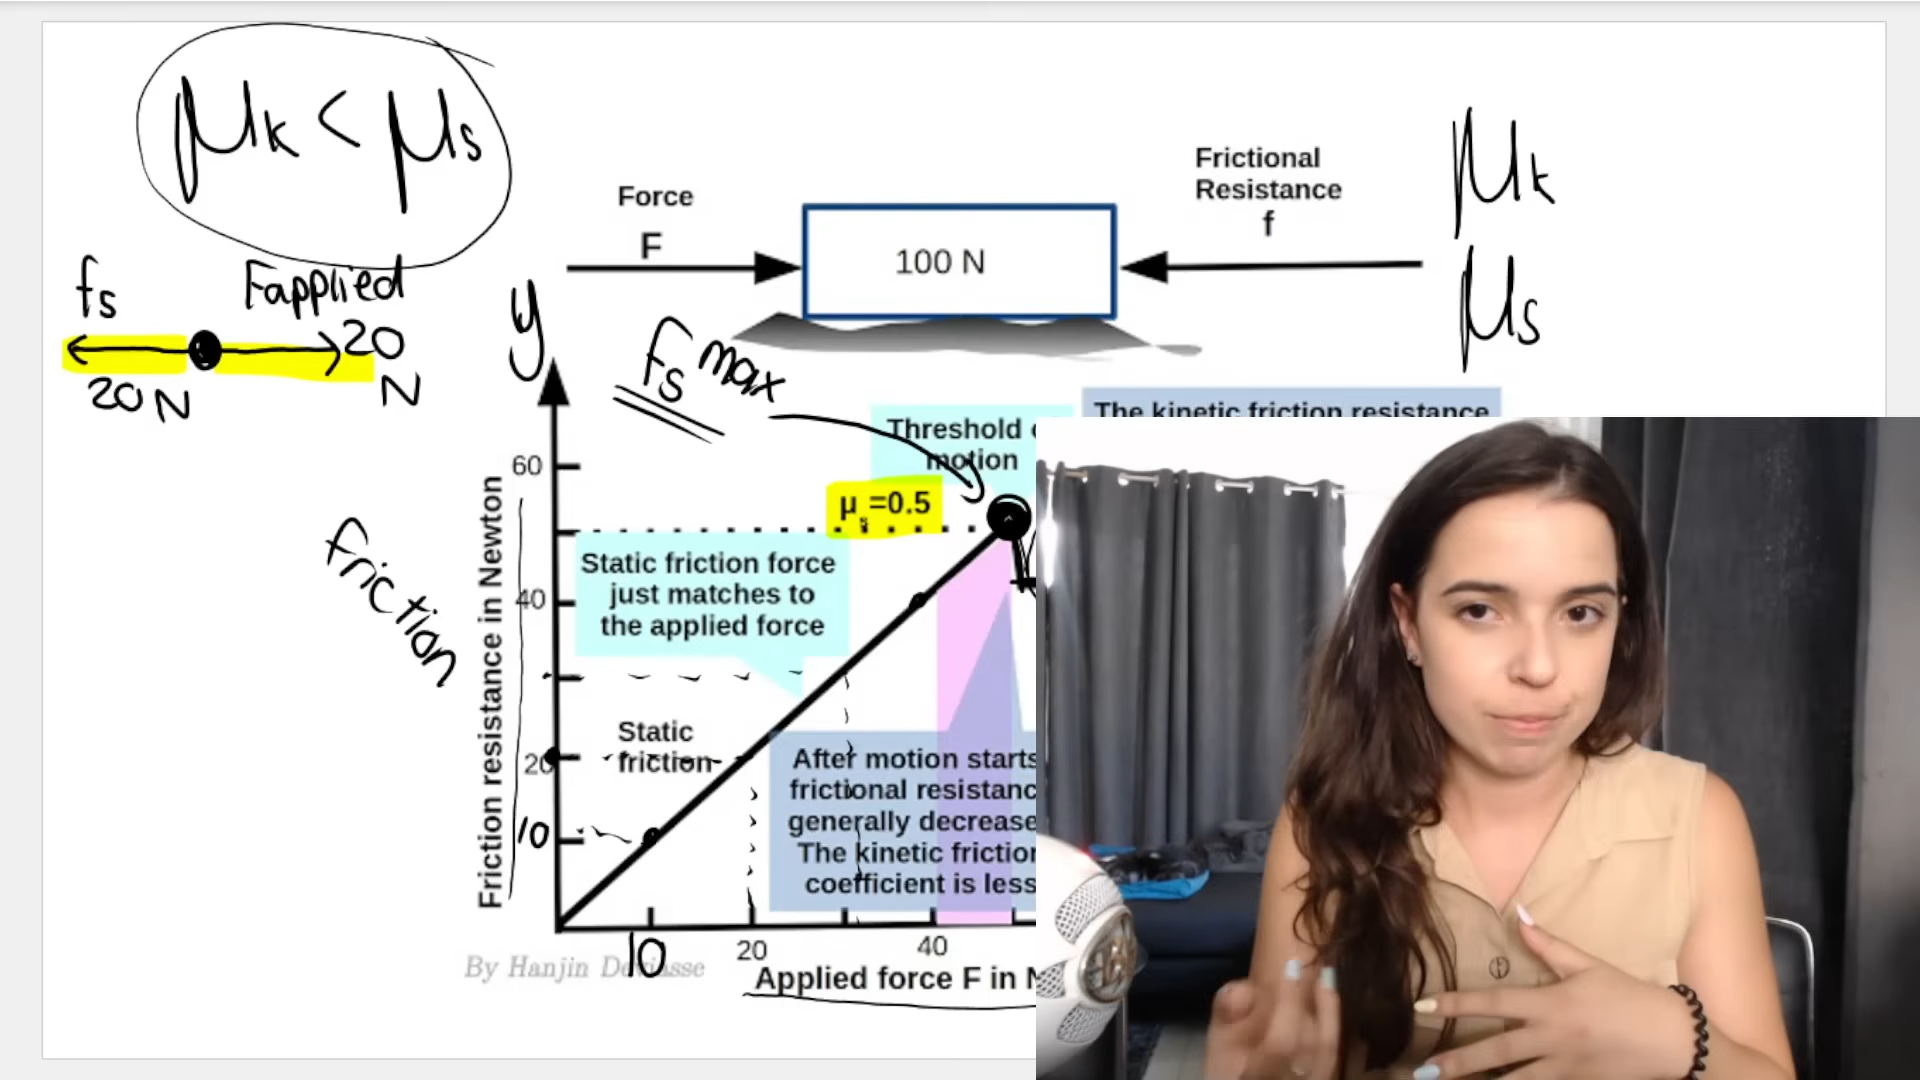 μk < μs
fs
Fapplied
20
N
20 N
Force
F
100 N
Frictional
Resistance
f
μk
μs
y
fs max
The kinetic friction resistance
Threshold
motion
μs=0.5
60
40
20
10
Friction resistance in Newton
friction
Static friction force
just matches to
the applied force
Static
friction
After motion starts
frictional
generally
The kinetic
coefficient is less
10
20
40
Applied force F in
By Hanjin